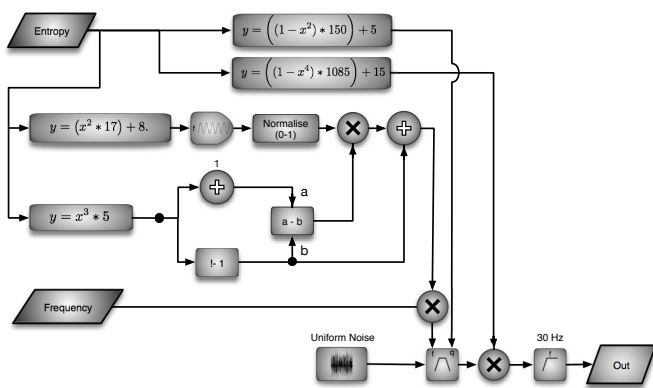 Entropy
y = ((1 − x²) * 150) + 5
y = ((1 − x⁴) * 1085) + 15
y = (x² * 17) + 8.
f
Normalise
(0-1)
1
a
y = x³ * 5
a - b
b
!- 1
Frequency
Uniform Noise
f
q
30 Hz
f
Out